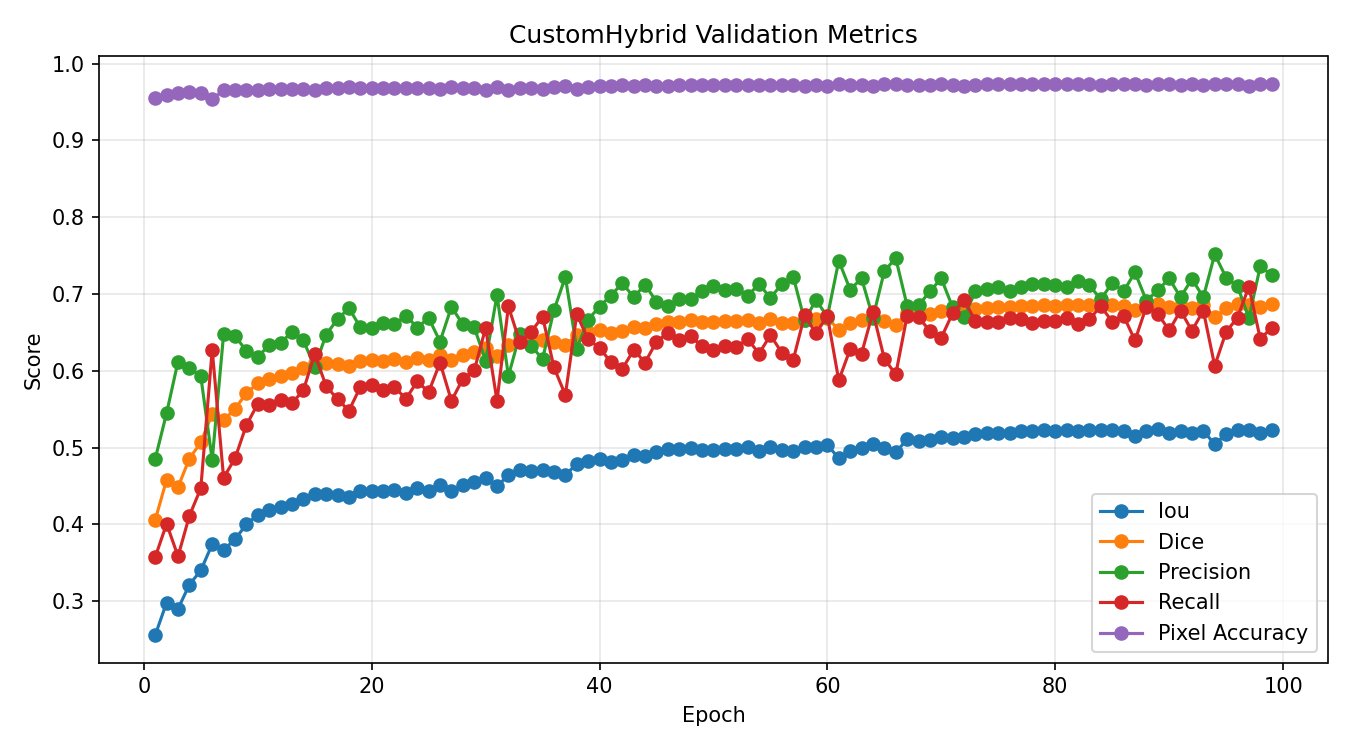 CustomHybrid Validation Metrics
Score
1.0
0.9
0.8
0.7
0.6
0.5
0.4
0.3
0 20 40 60 80 100
Epoch
Iou
Dice
Precision
Recall
Pixel Accuracy